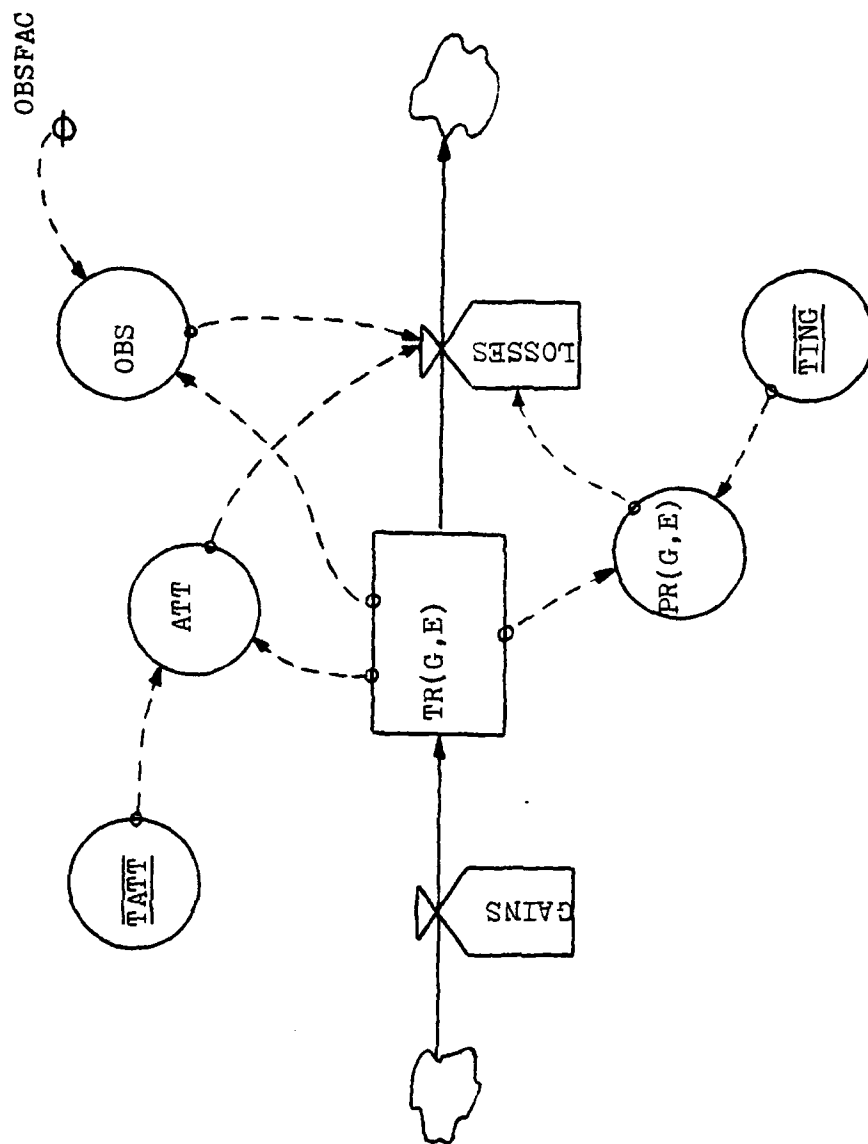 OBSFAC
OBS
ATT
TATT
LOSSES
TR(G,E)
GAINS
TING
PR(G,E)